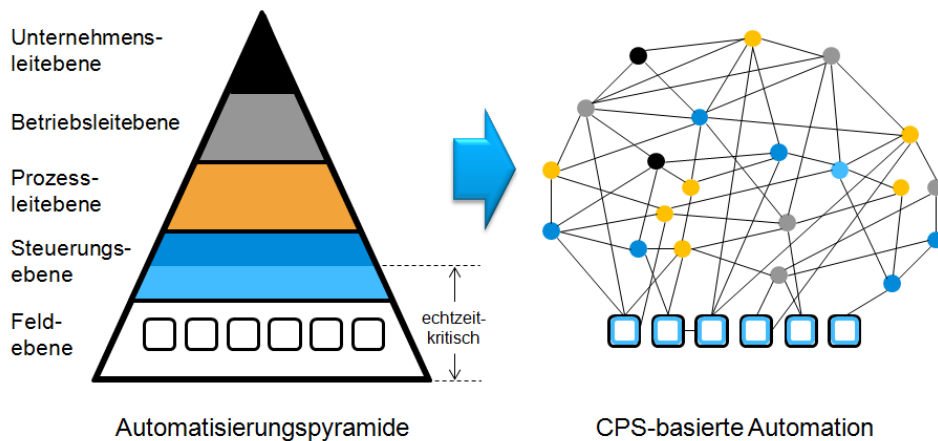 Unternehmens-
leitebene
Betriebsleitebene
Prozess-
leitebene
Steuerungs-
ebene
Feld-
ebene
echtzeit-
kritisch
Automatisierungspyramide
CPS-basierte Automation